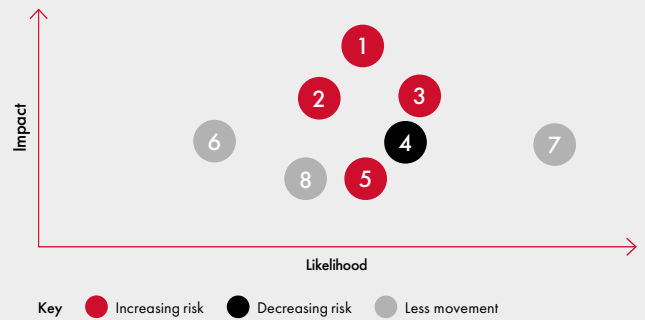 Impact
1
2
3
4
5
6
7
8
Likelihood
Key Increasing risk Decreasing risk Less movement